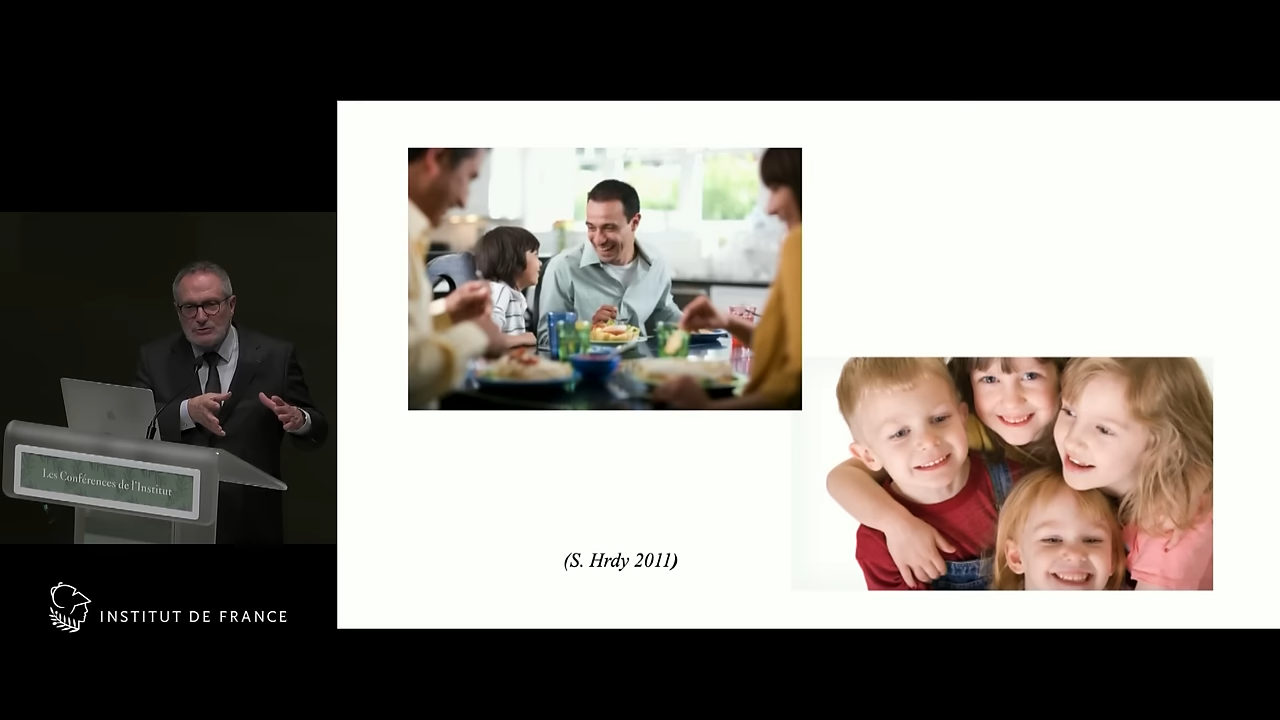 Les Conférences de l'Institut
INSTITUT DE FRANCE
(S. Hrdy 2011)